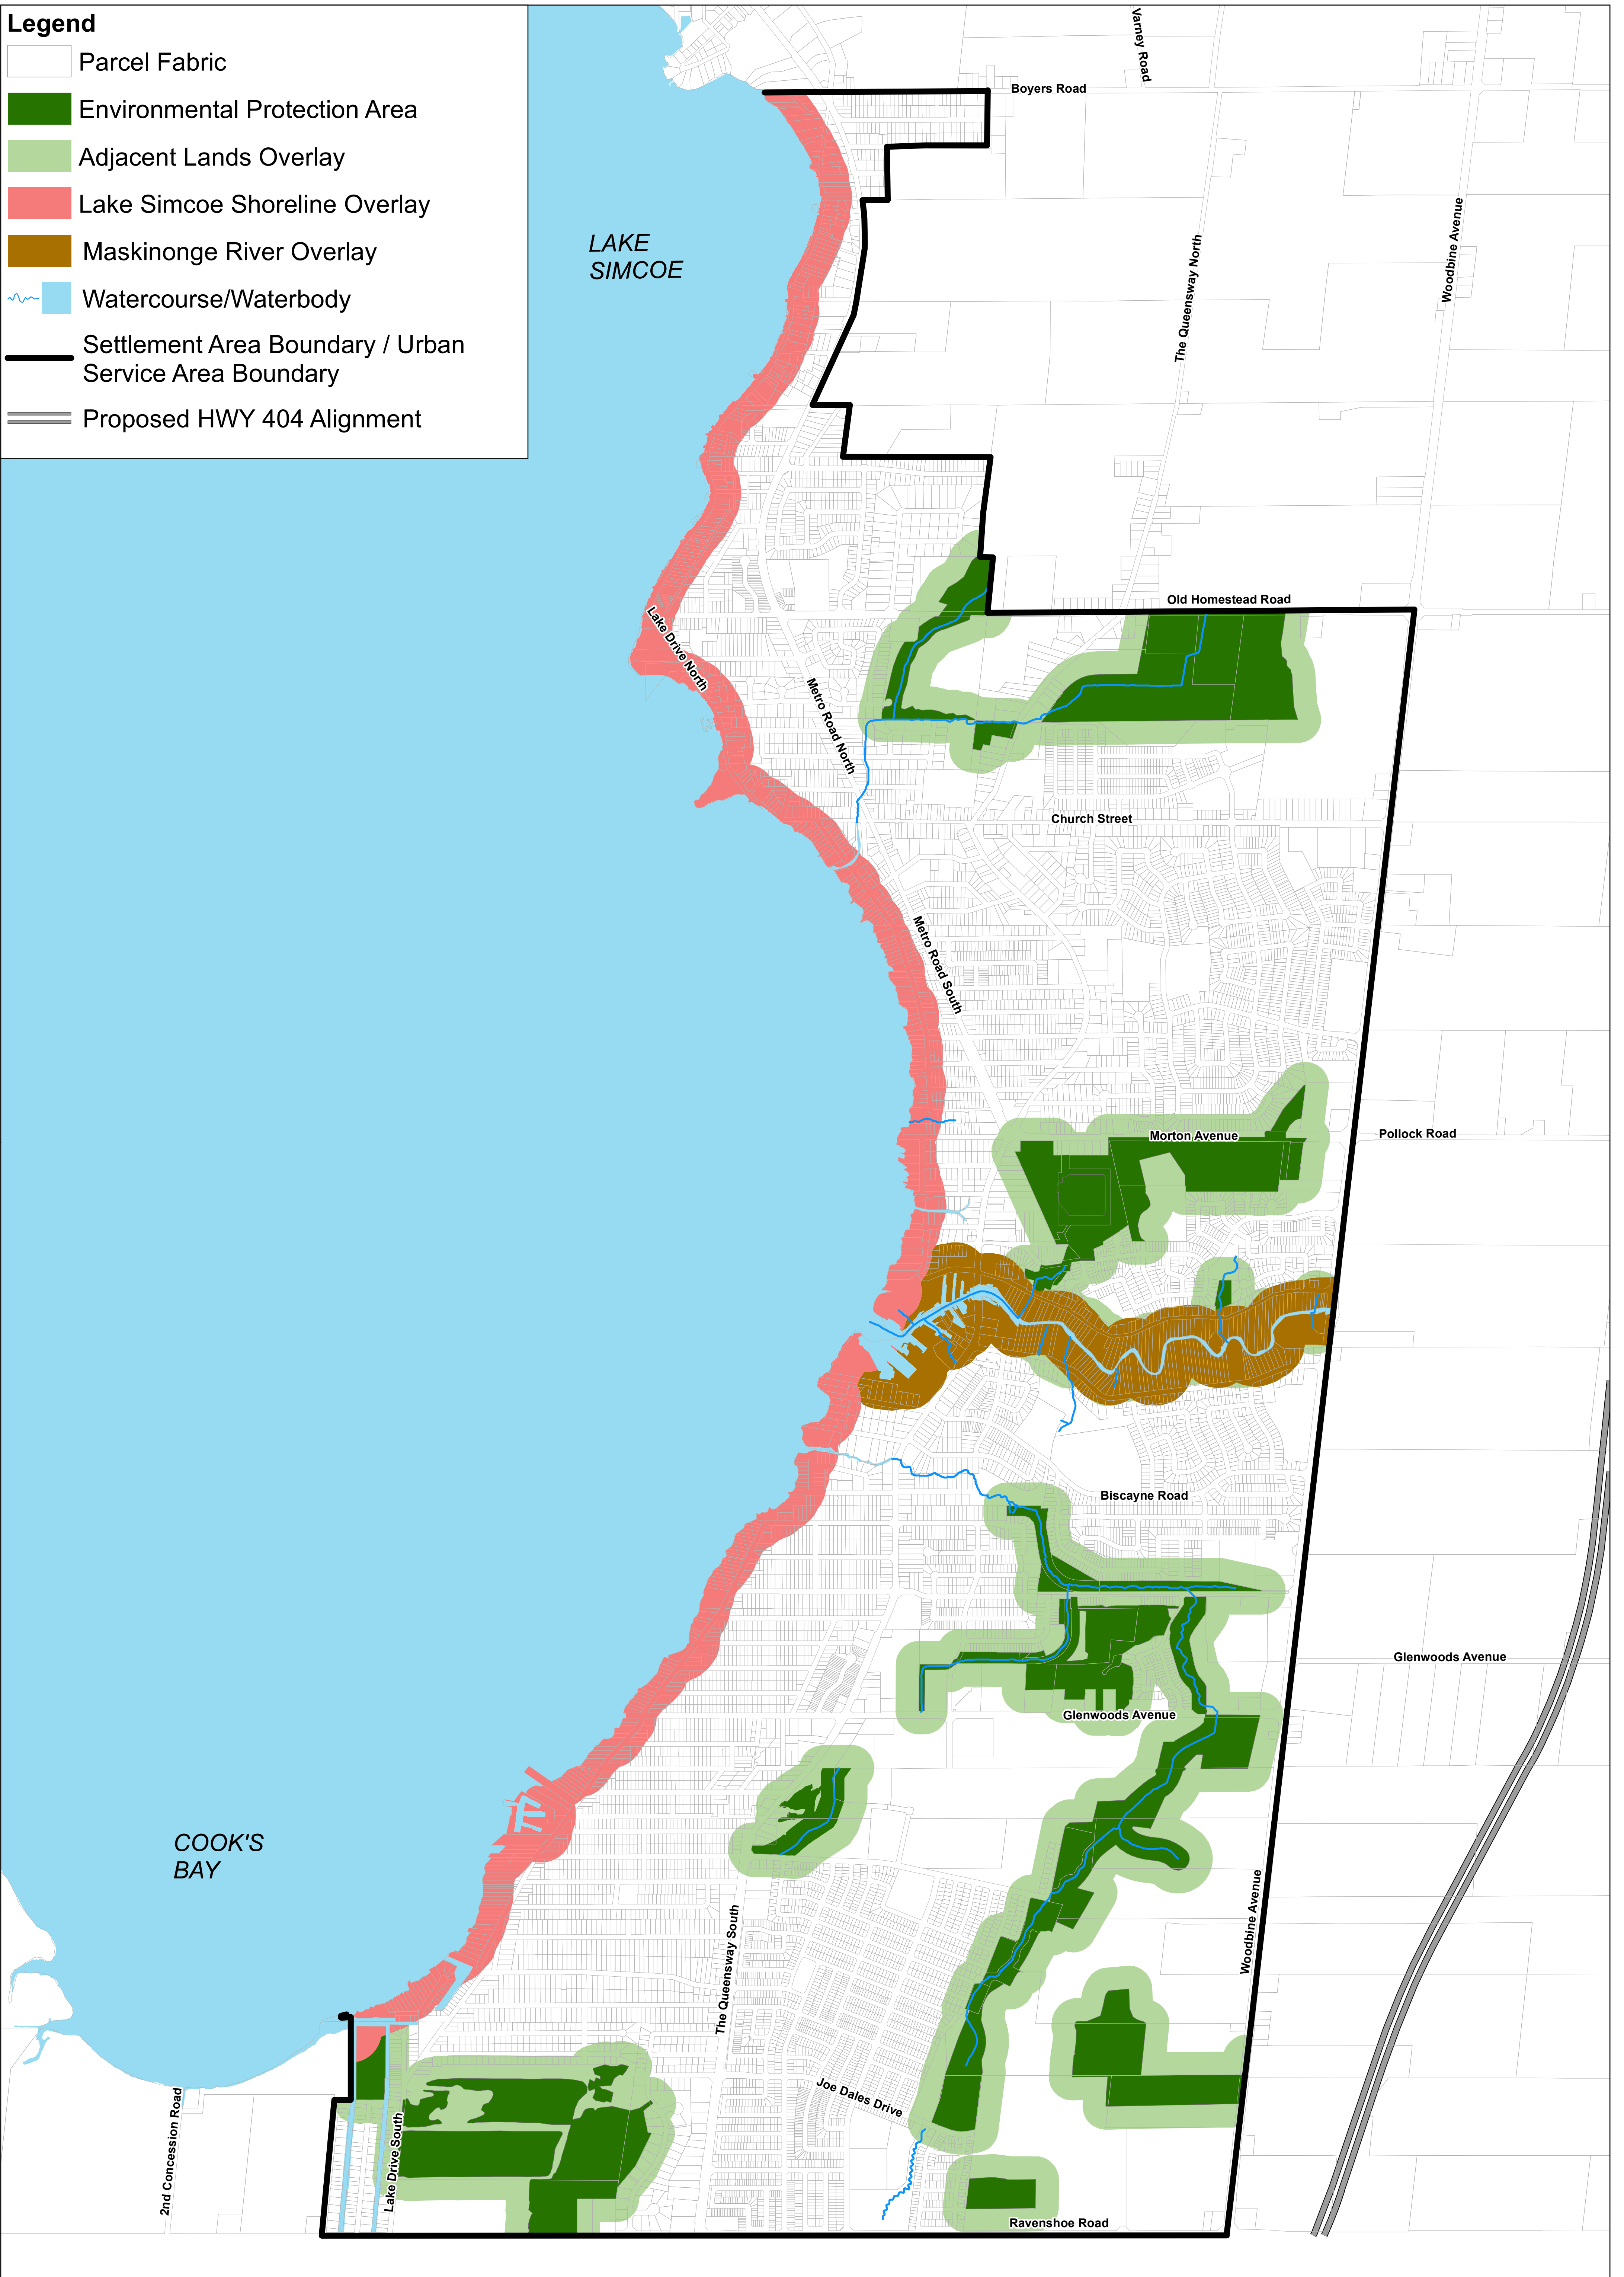 Legend
Parcel Fabric
Environmental Protection Area
Adjacent Lands Overlay
Lake Simcoe Shoreline Overlay
Maskinonge River Overlay
Watercourse/Waterbody
Settlement Area Boundary / Urban
Service Area Boundary
Proposed HWY 404 Alignment
Varney Road
Boyers Road
LAKE
SIMCOE
The Queensway North
Woodbine Avenue
Old Homestead Road
Lake Drive North
Metro Road North
Church Street
Metro Road South
Morton Avenue
Pollock Road
Biscayne Road
Glenwoods Avenue
Glenwoods Avenue
COOK'S
BAY
The Queensway South
Woodbine Avenue
Joe Dales Drive
2nd Concession Road
Lake Drive South
Ravenshoe Road